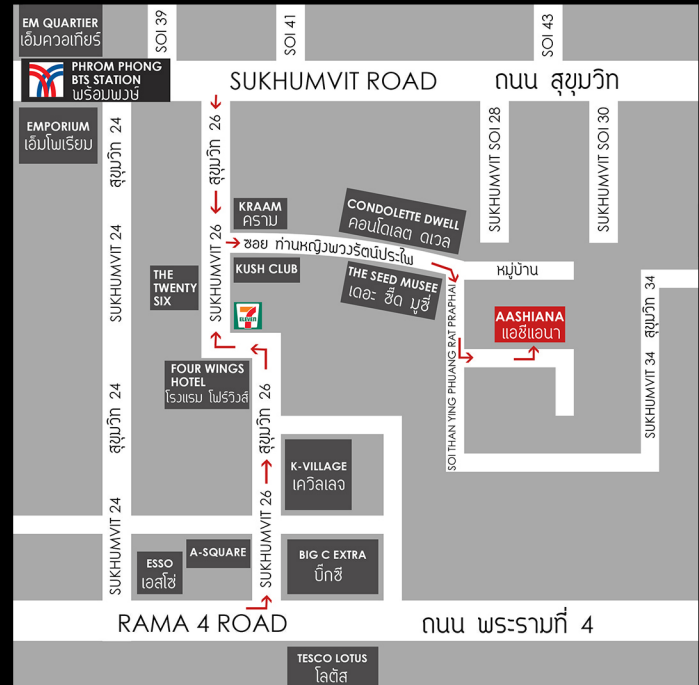 EM QUARTIER
เอ็มควอเทียร์
SOI 39
SOI 41
SOI 43
PHROM PHONG
BTS STATION
พร้อมพงษ์
SUKHUMVIT ROAD ถนน สุขุมวิท
EMPORIUM
เอ็มโพเรียม
สุขุมวิท 24
สุขุมวิท 26
SUKHUMVIT SOI 28
SUKHUMVIT SOI 30
KRAAM
คราม
CONDOLETTE DWELL
คอนโดเลต ดเวล
ซอย ท่านหญิงพวงรัตน์ประไพ
SUKHUMVIT 24
SUKHUMVIT 26
KUSH CLUB
THE SEED MUSEE
เดอะ ซี๊ด มูซี่
หมู่บ้าน
THE
TWENTY
SIX
7
ELEVEN
SOI THAN YING PHUANG RAT PRAPHAI
AASHIANA
แอชีแอนา
สุขุมวิท 34
SUKHUMVIT 34
FOUR WINGS
HOTEL
โรงแรม โฟร์วิงส์
สุขุมวิท 24
สุขุมวิท 26
K-VILLAGE
เควิลเลจ
SUKHUMVIT 24
SUKHUMVIT 26
ESSO
เอสโซ่
A-SQUARE
BIG C EXTRA
บิ๊กซี
RAMA 4 ROAD ถนน พระรามที่ 4
TESCO LOTUS
โลตัส